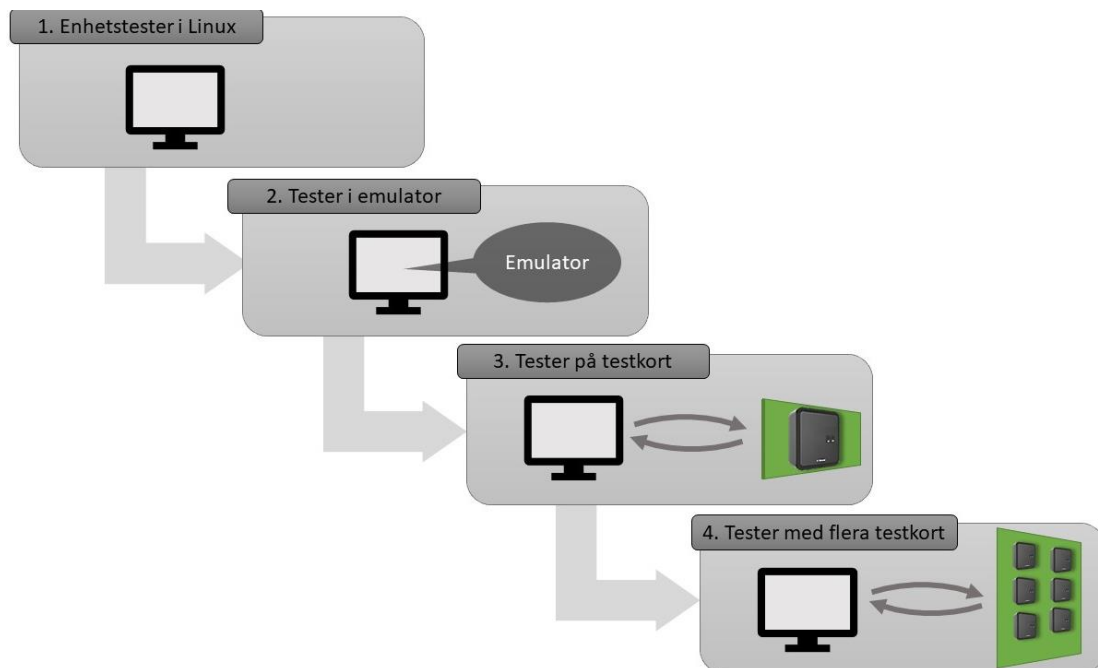 1. Enhetstester i Linux
2. Tester i emulator
Emulator
3. Tester på testkort
4. Tester med flera testkort